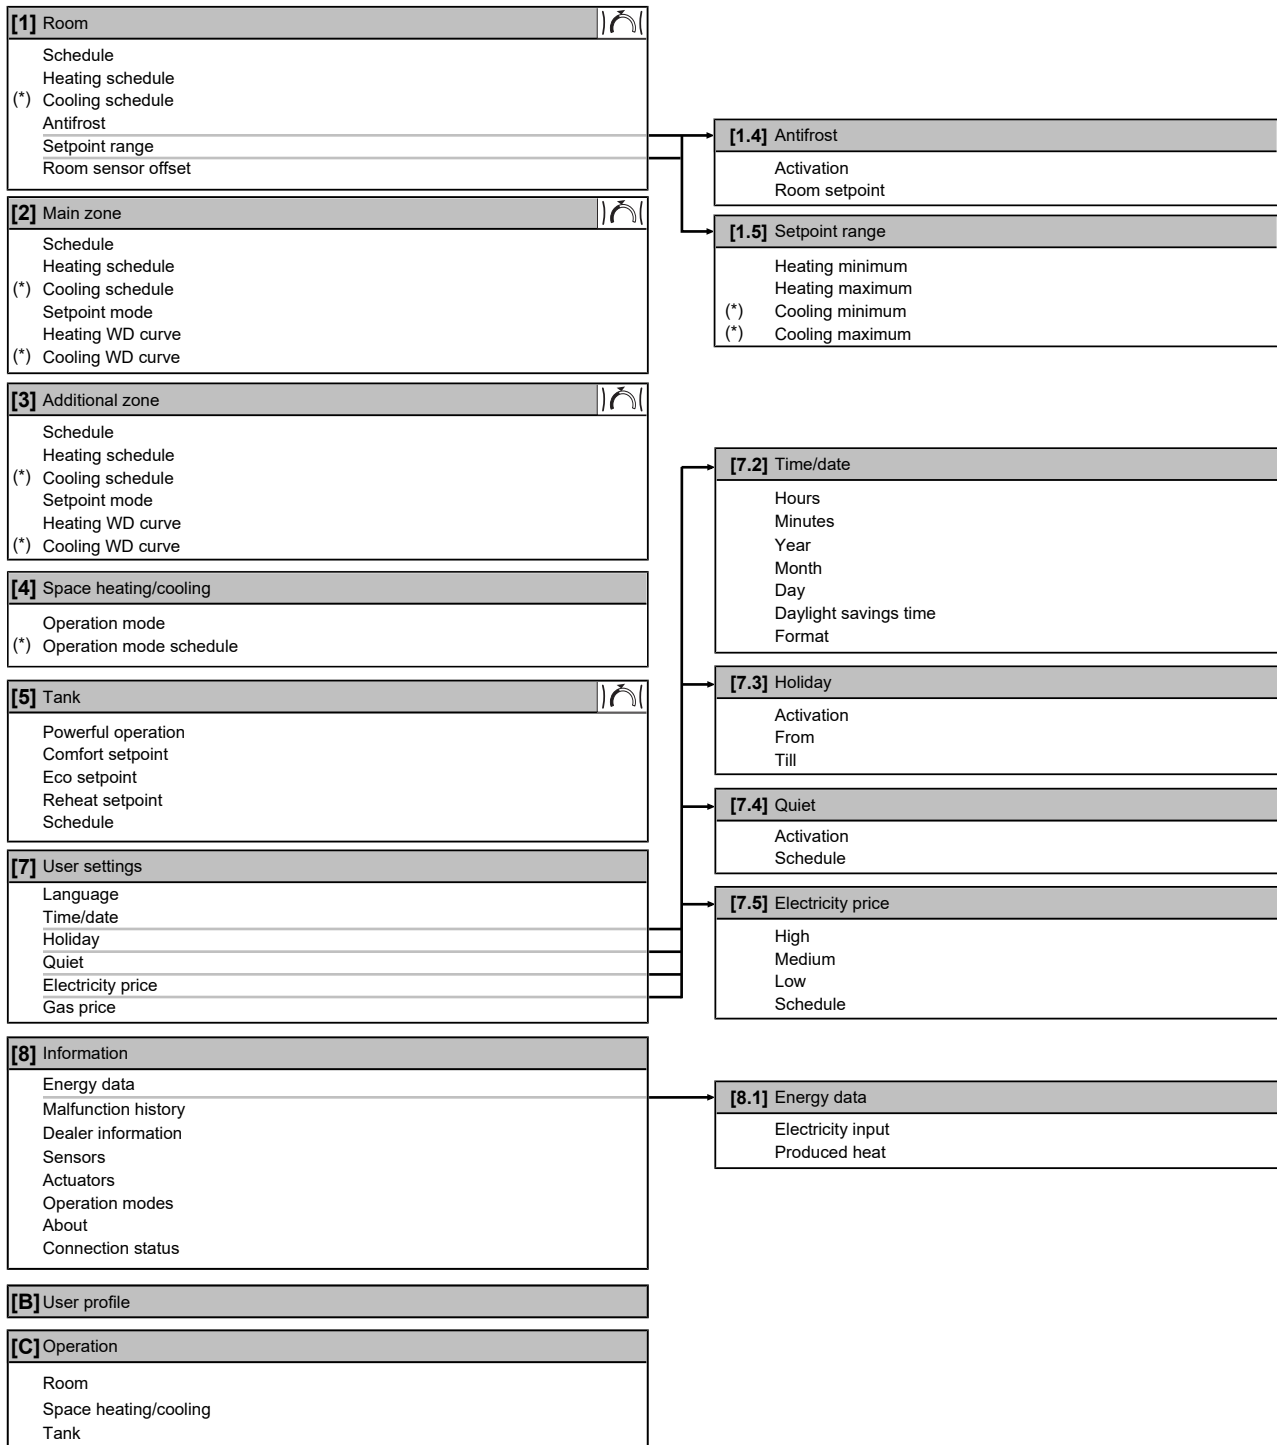 [1] Room
Schedule
Heating schedule
(*) Cooling schedule
Antifrost
Setpoint range
Room sensor offset
[2] Main zone
Schedule
Heating schedule
(*) Cooling schedule
Setpoint mode
Heating WD curve
(*) Cooling WD curve
[3] Additional zone
Schedule
Heating schedule
(*) Cooling schedule
Setpoint mode
Heating WD curve
(*) Cooling WD curve
[4] Space heating/cooling
Operation mode
(*) Operation mode schedule
[5] Tank
Powerful operation
Comfort setpoint
Eco setpoint
Reheat setpoint
Schedule
[7] User settings
Language
Time/date
Holiday
Quiet
Electricity price
Gas price
[8] Information
Energy data
Malfunction history
Dealer information
Sensors
Actuators
Operation modes
About
Connection status
[B] User profile
[C] Operation
Room
Space heating/cooling
Tank
[1.4] Antifrost
Activation
Room setpoint
[1.5] Setpoint range
Heating minimum
Heating maximum
(*) Cooling minimum
(*) Cooling maximum
[7.2] Time/date
Hours
Minutes
Year
Month
Day
Daylight savings time
Format
[7.3] Holiday
Activation
From
Till
[7.4] Quiet
Activation
Schedule
[7.5] Electricity price
High
Medium
Low
Schedule
[8.1] Energy data
Electricity input
Produced heat